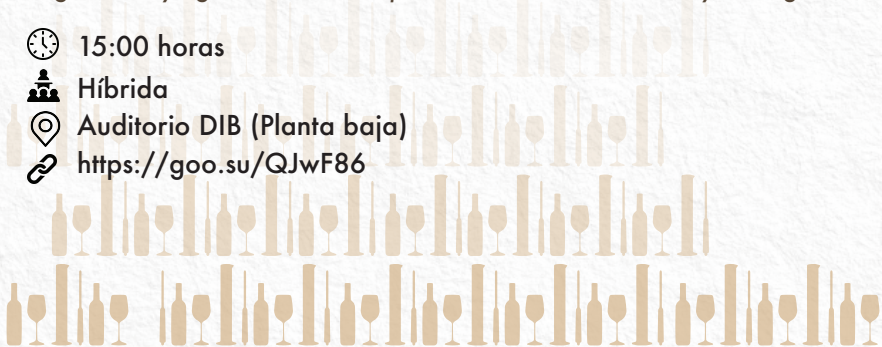 15:00 horas
Híbrida
Auditorio DIB (Planta baja)
https://goo.su/QJwF86